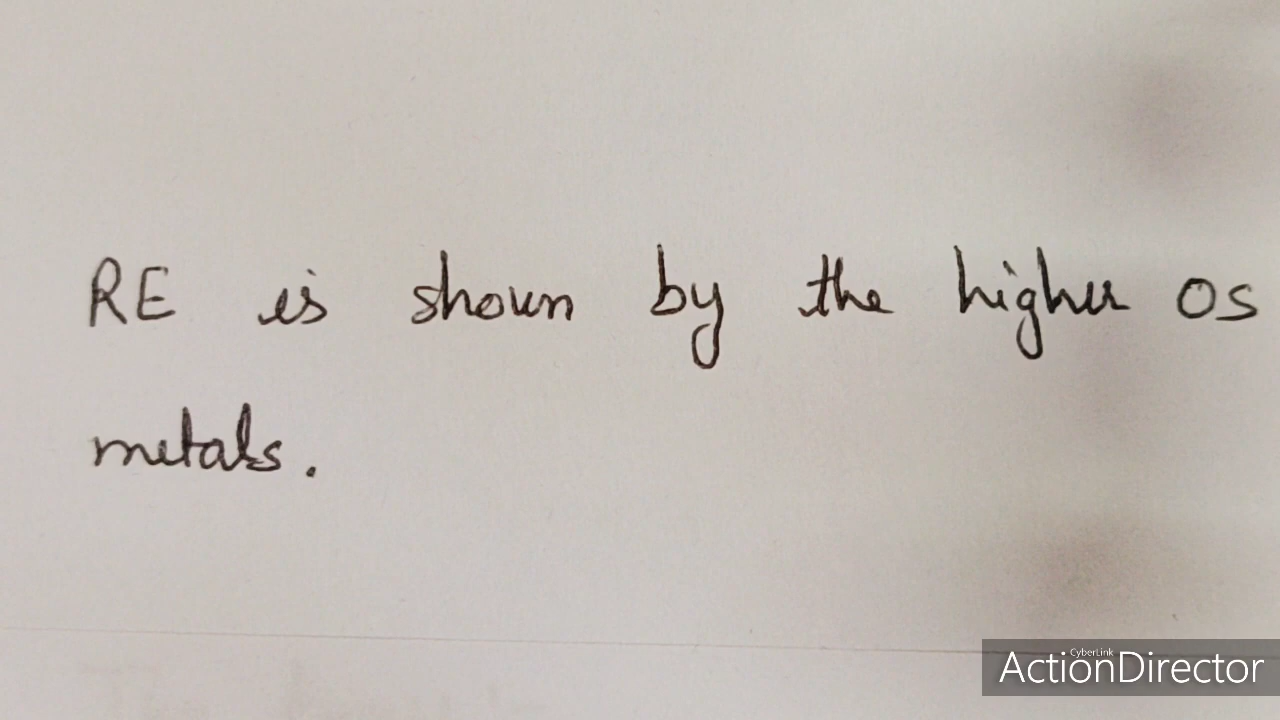 RE is shown by the higher OS
metals.
CyberLink
ActionDirector